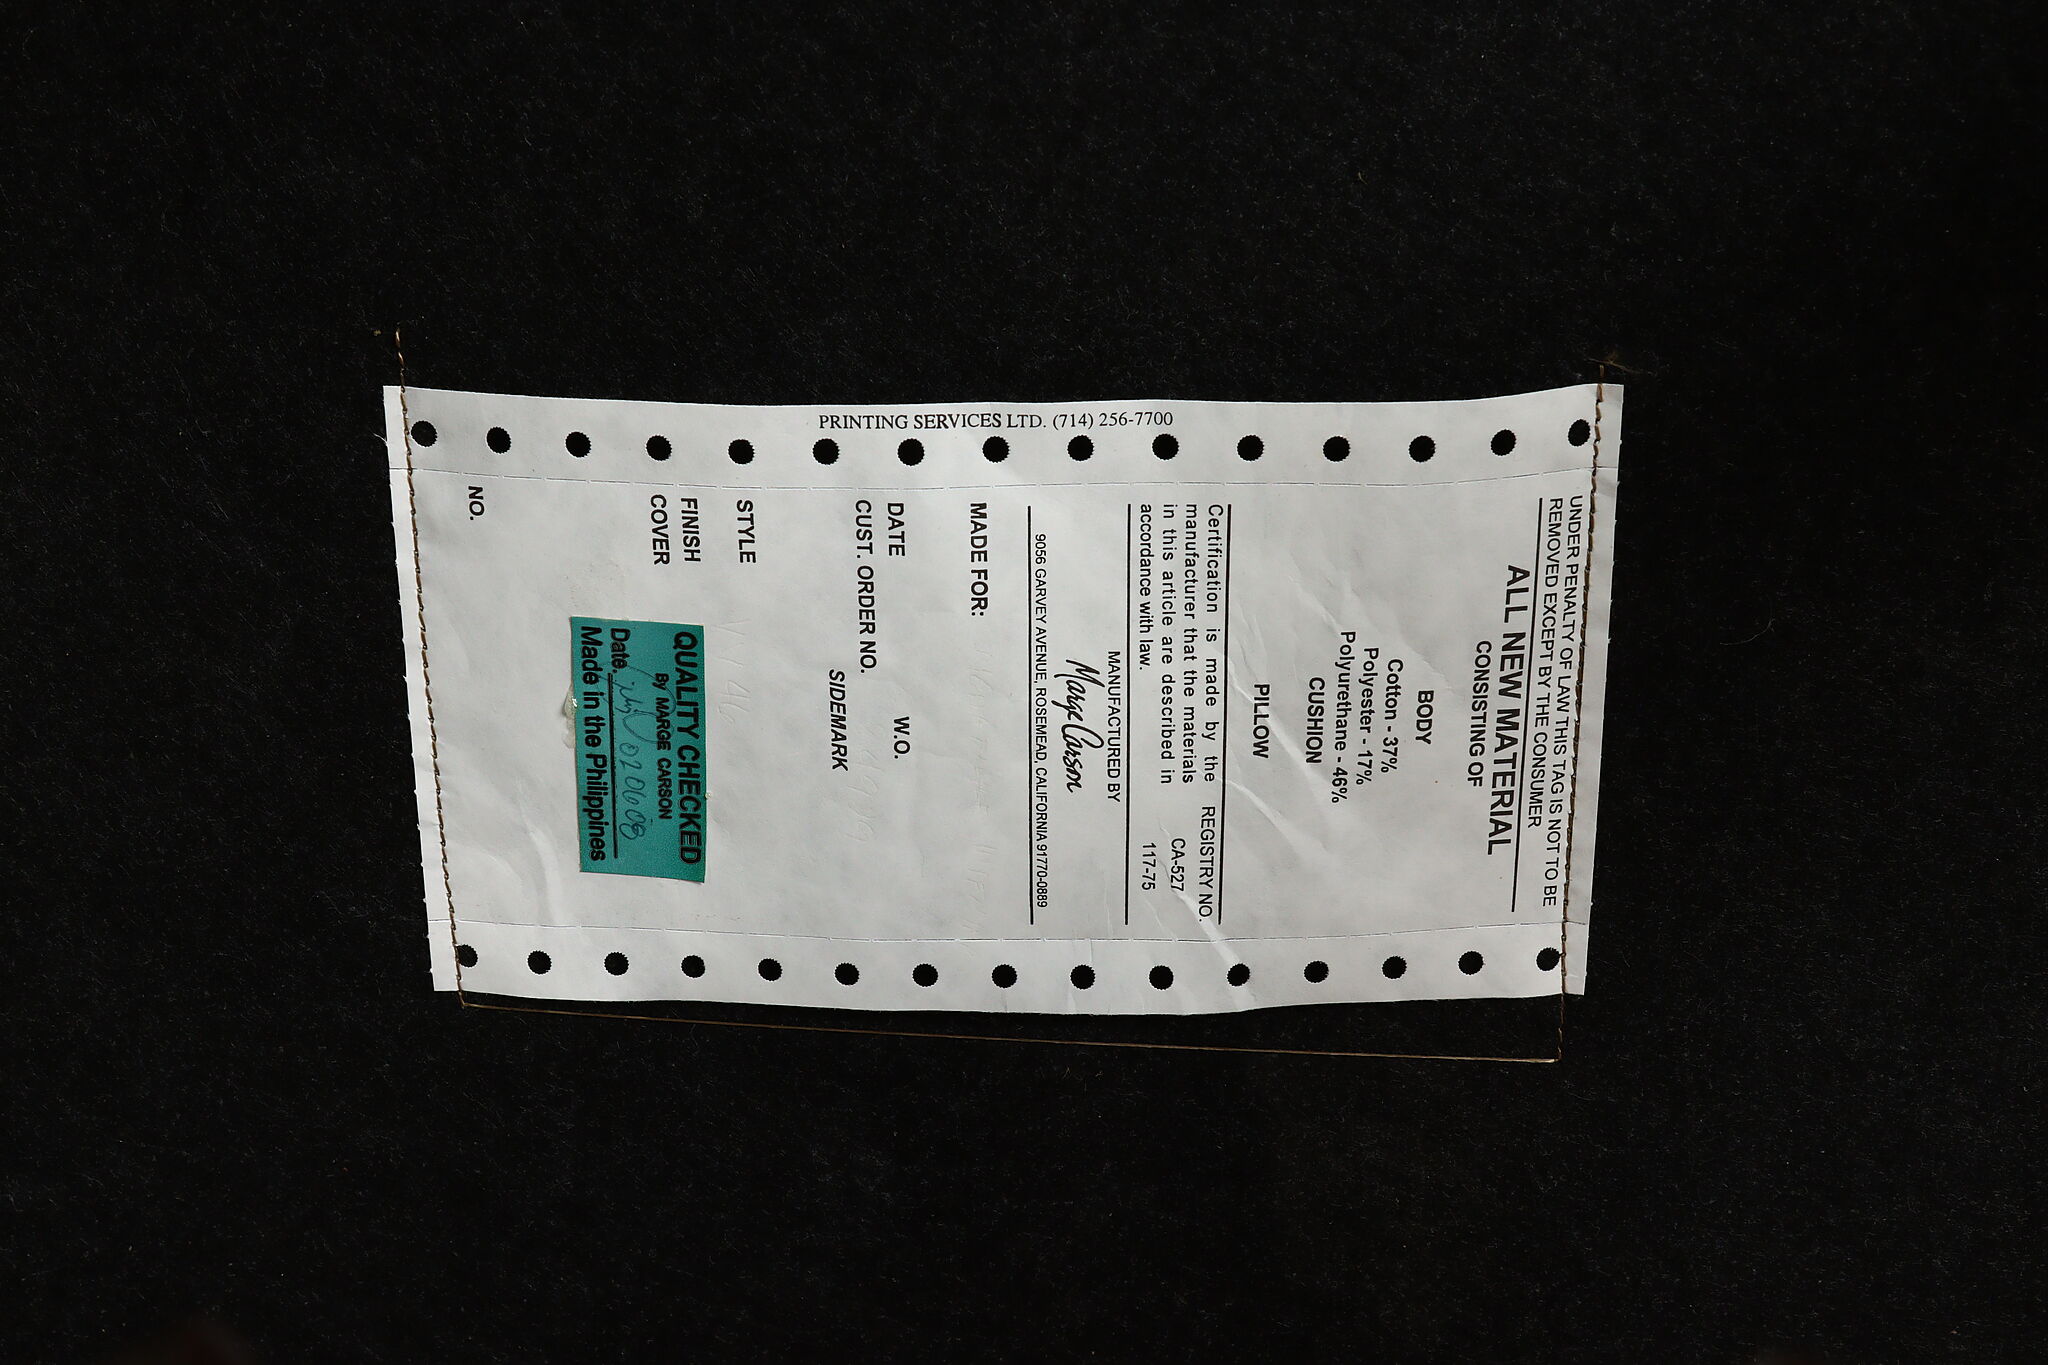 PRINTING SERVICES LTD. (714) 256-7700
UNDER PENALTY OF LAW THIS TAG IS NOT TO BE
REMOVED EXCEPT BY THE CONSUMER
ALL NEW MATERIAL
CONSISTING OF
BODY
Cotton - 37%
Polyester - 17%
Polyurethane - 46%
CUSHION
PILLOW
Certification is made by the
manufacturer that the materials
in this article are described in
accordance with law.
REGISTRY NO.
CA-527
117-75
MANUFACTURED BY
Marge Carson
9056 GARVEY AVENUE, ROSEMEAD, CALIFORNIA 91770-0889
MADE FOR:
DATE W.O.
CUST. ORDER NO.
SIDEMARK
STYLE
FINISH
COVER
QUALITY CHECKED
By MARGE CARSON
Date. 020608
Made in the Philippines
NO.